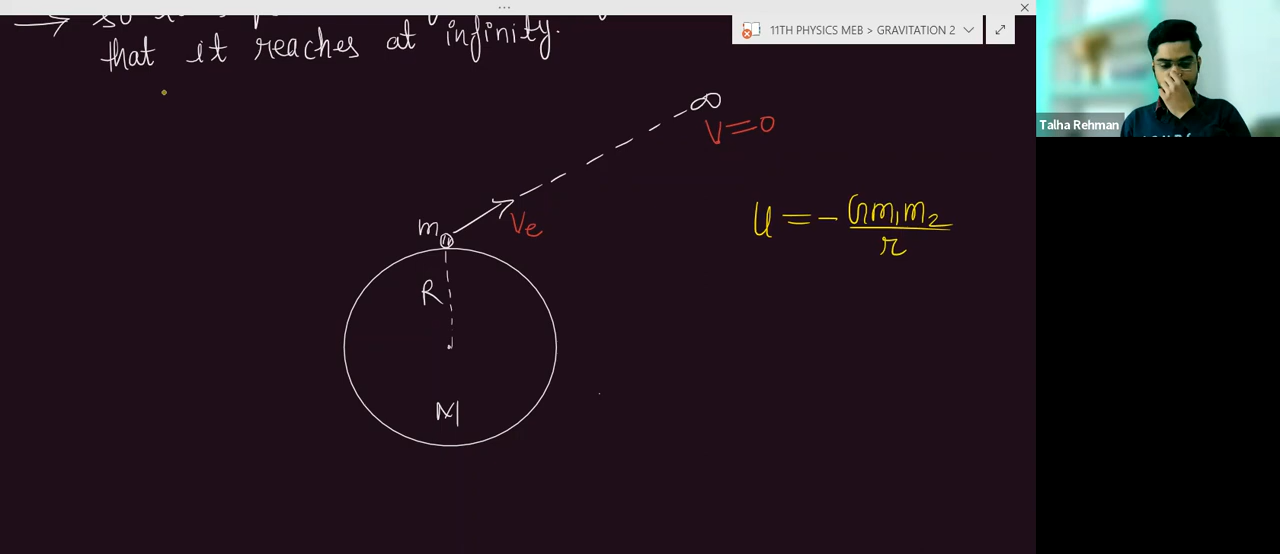 that it reaches at infinity.
11TH PHYSICS MEB > GRAVITATION 2
Talha Rehman
∞
V=0
m
Ve
U = - Gm₁m₂/r
R
M